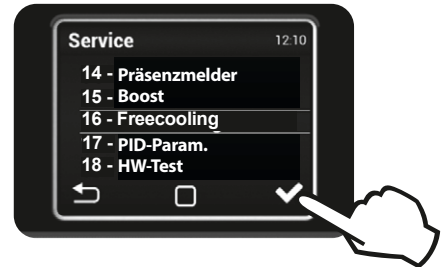 Service 12:10
14 - Präsenzmelder
15 - Boost
16 - Freecooling
17 - PID-Param.
18 - HW-Test